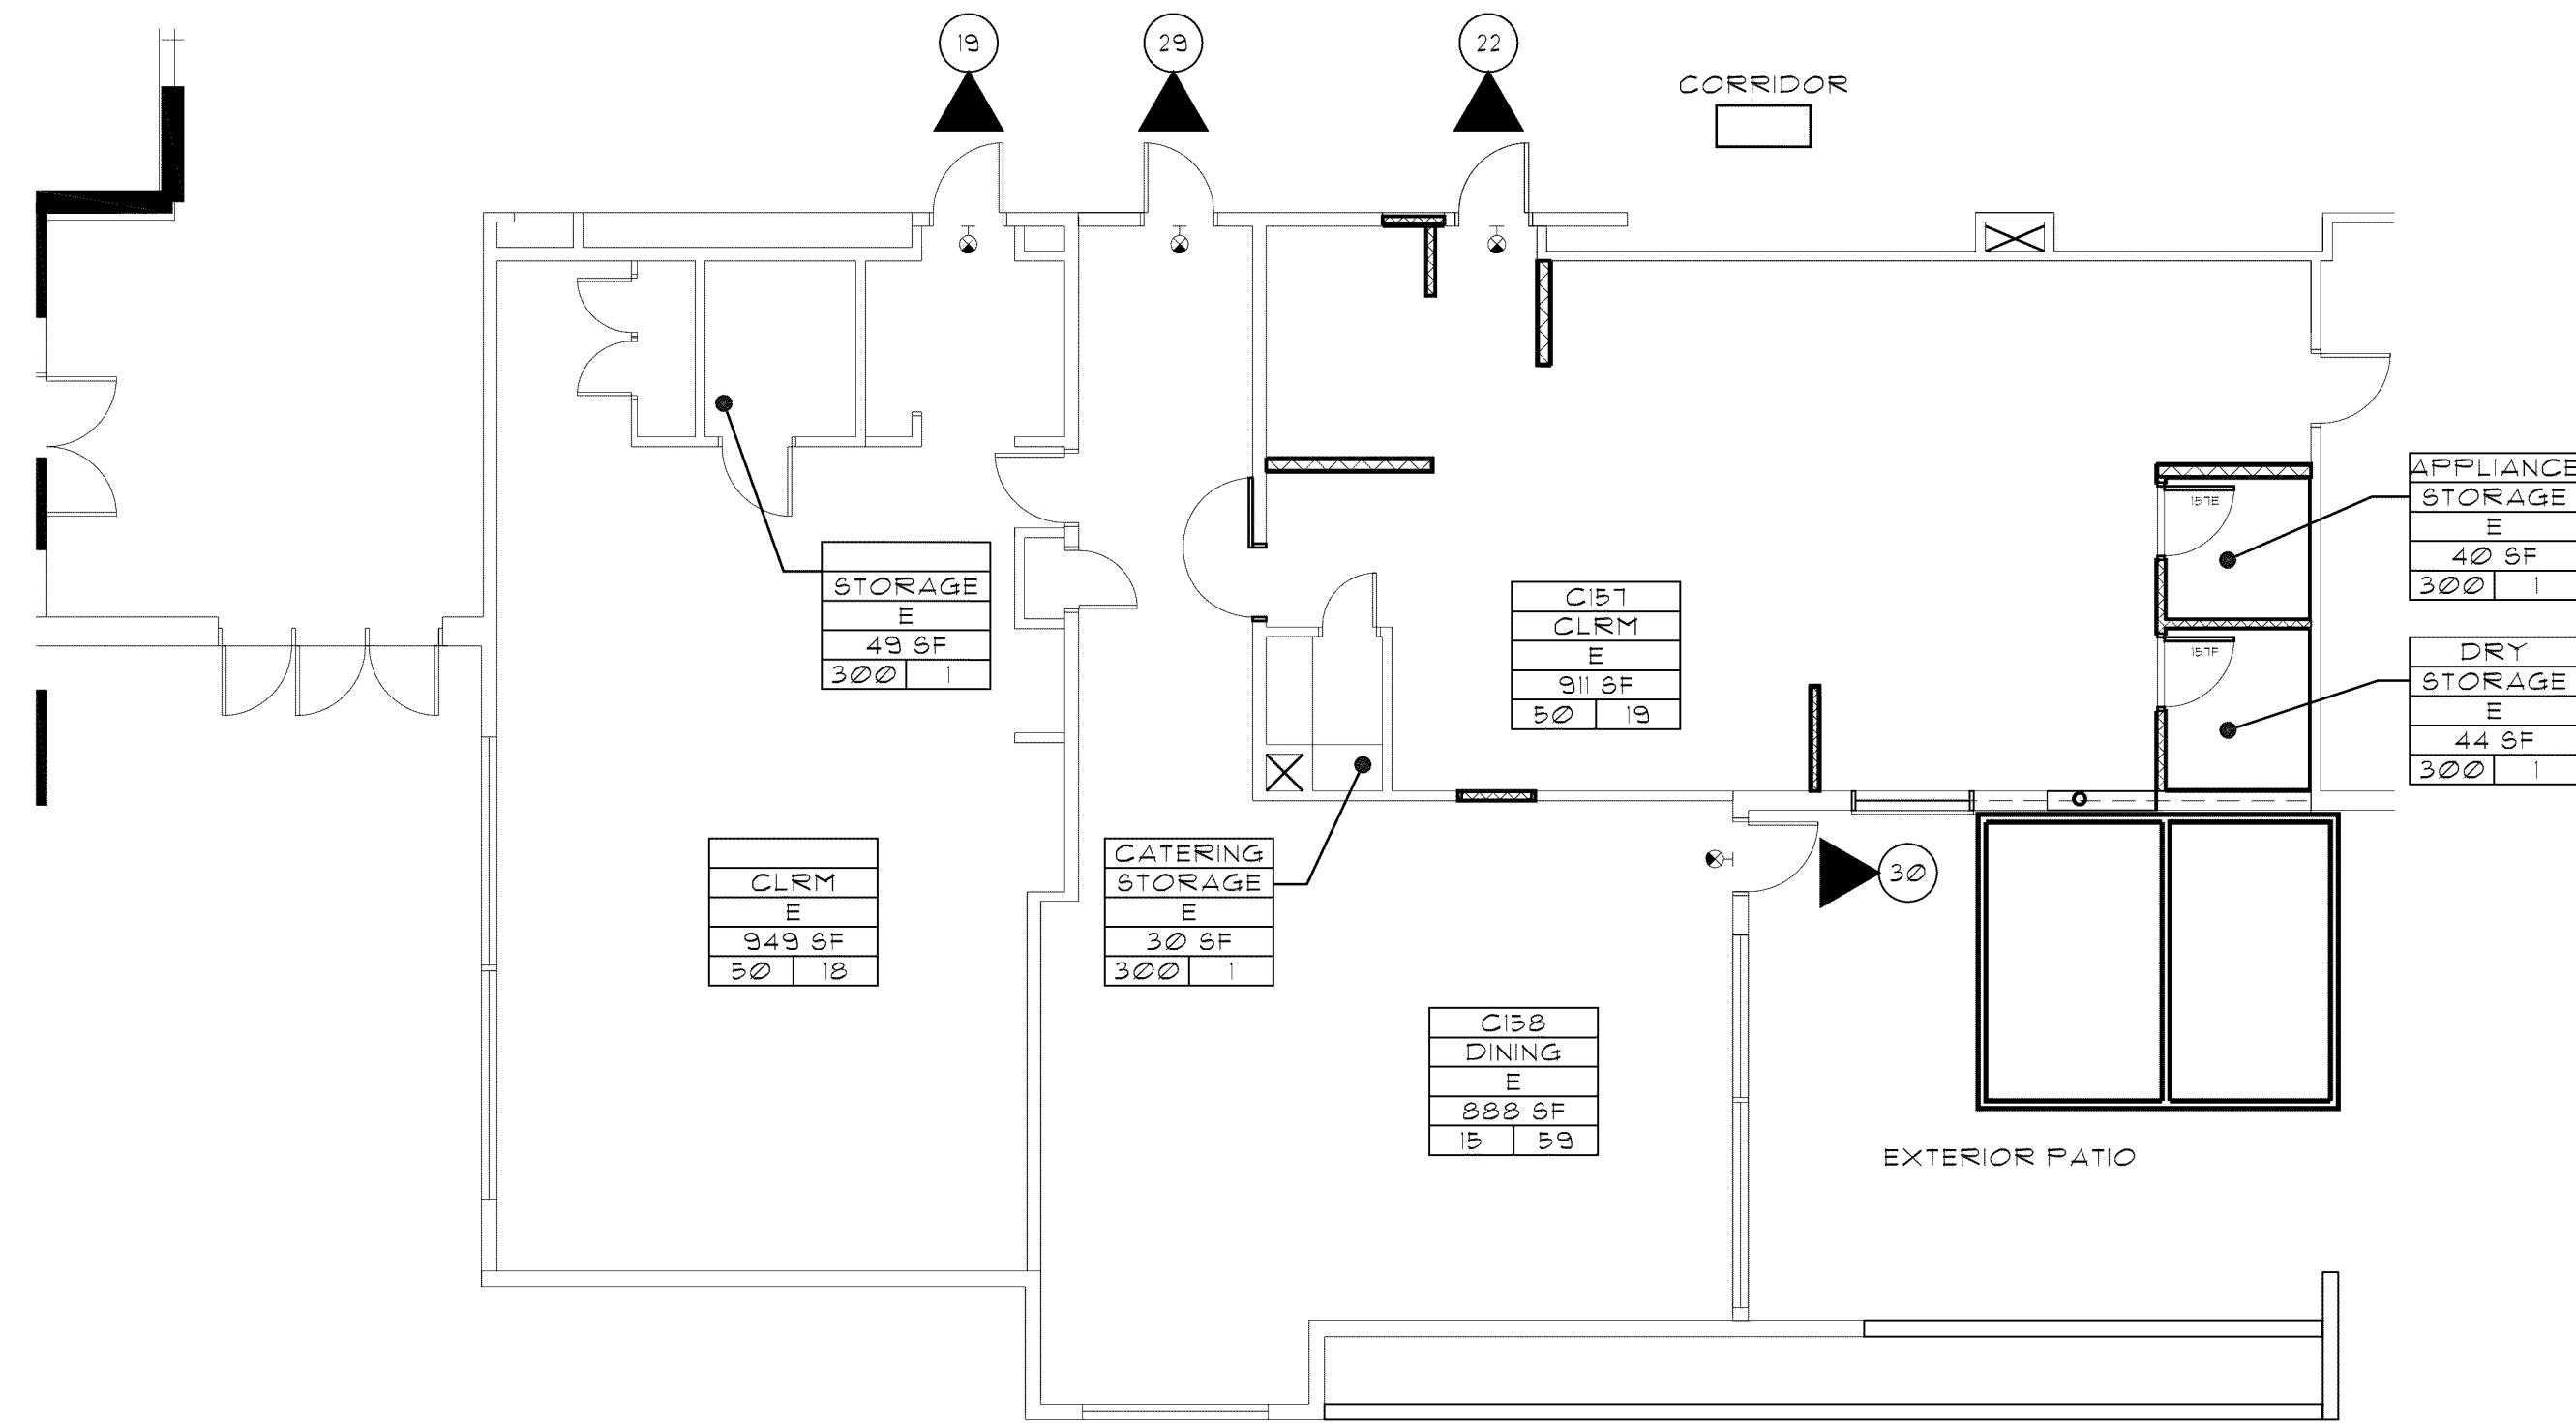 19
29
22
CORRIDOR
APPLIANCE
STORAGE
E
40 SF
300 1
157E
STORAGE
E
49 SF
300 1
C157
CLRM
E
911 SF
50 19
157F
DRY
STORAGE
E
44 SF
300 1
CLRM
E
949 SF
50 18
CATERING
STORAGE
E
30 SF
300 1
30
C158
DINING
E
888 SF
15 59
EXTERIOR PATIO